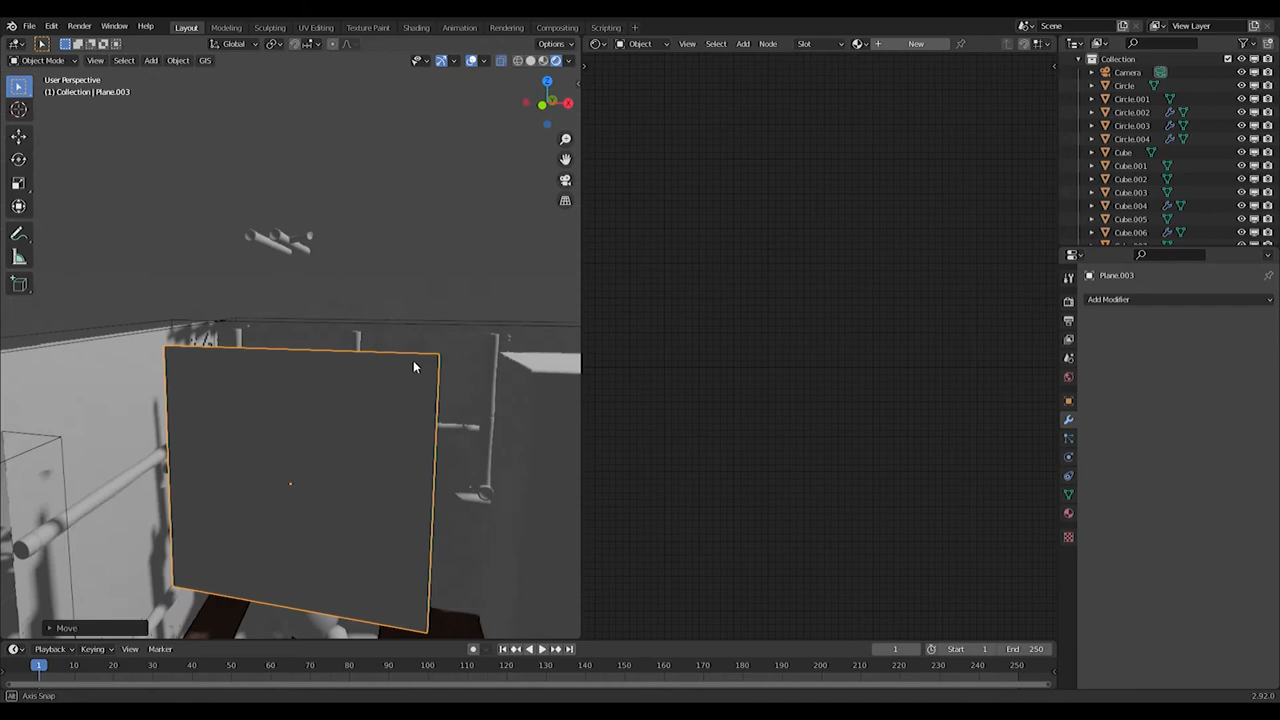 File Edit Render Window Help Layout Modeling Sculpting UV Editing Texture Paint Shading Animation Rendering Compositing Scripting + Scene View Layer
Global Options Object View Select Add Node Slot New
Object Mode View Select Add Object GIS
User Perspective
(1) Collection | Plane.003
Z
X
Collection
Camera
Circle
Circle.001
Circle.002
Circle.003
Circle.004
Cube
Cube.001
Cube.002
Cube.003
Cube.004
Cube.005
Cube.006
Plane.003
Add Modifier
Move
Playback Keying View Marker 1 Start 1 End 250
1 10 20 30 40 50 60 70 80 90 100 110 120 130 140 150 160 170 180 190 200 210 220 230 240 250
Alt Axis Snap 2.92.0